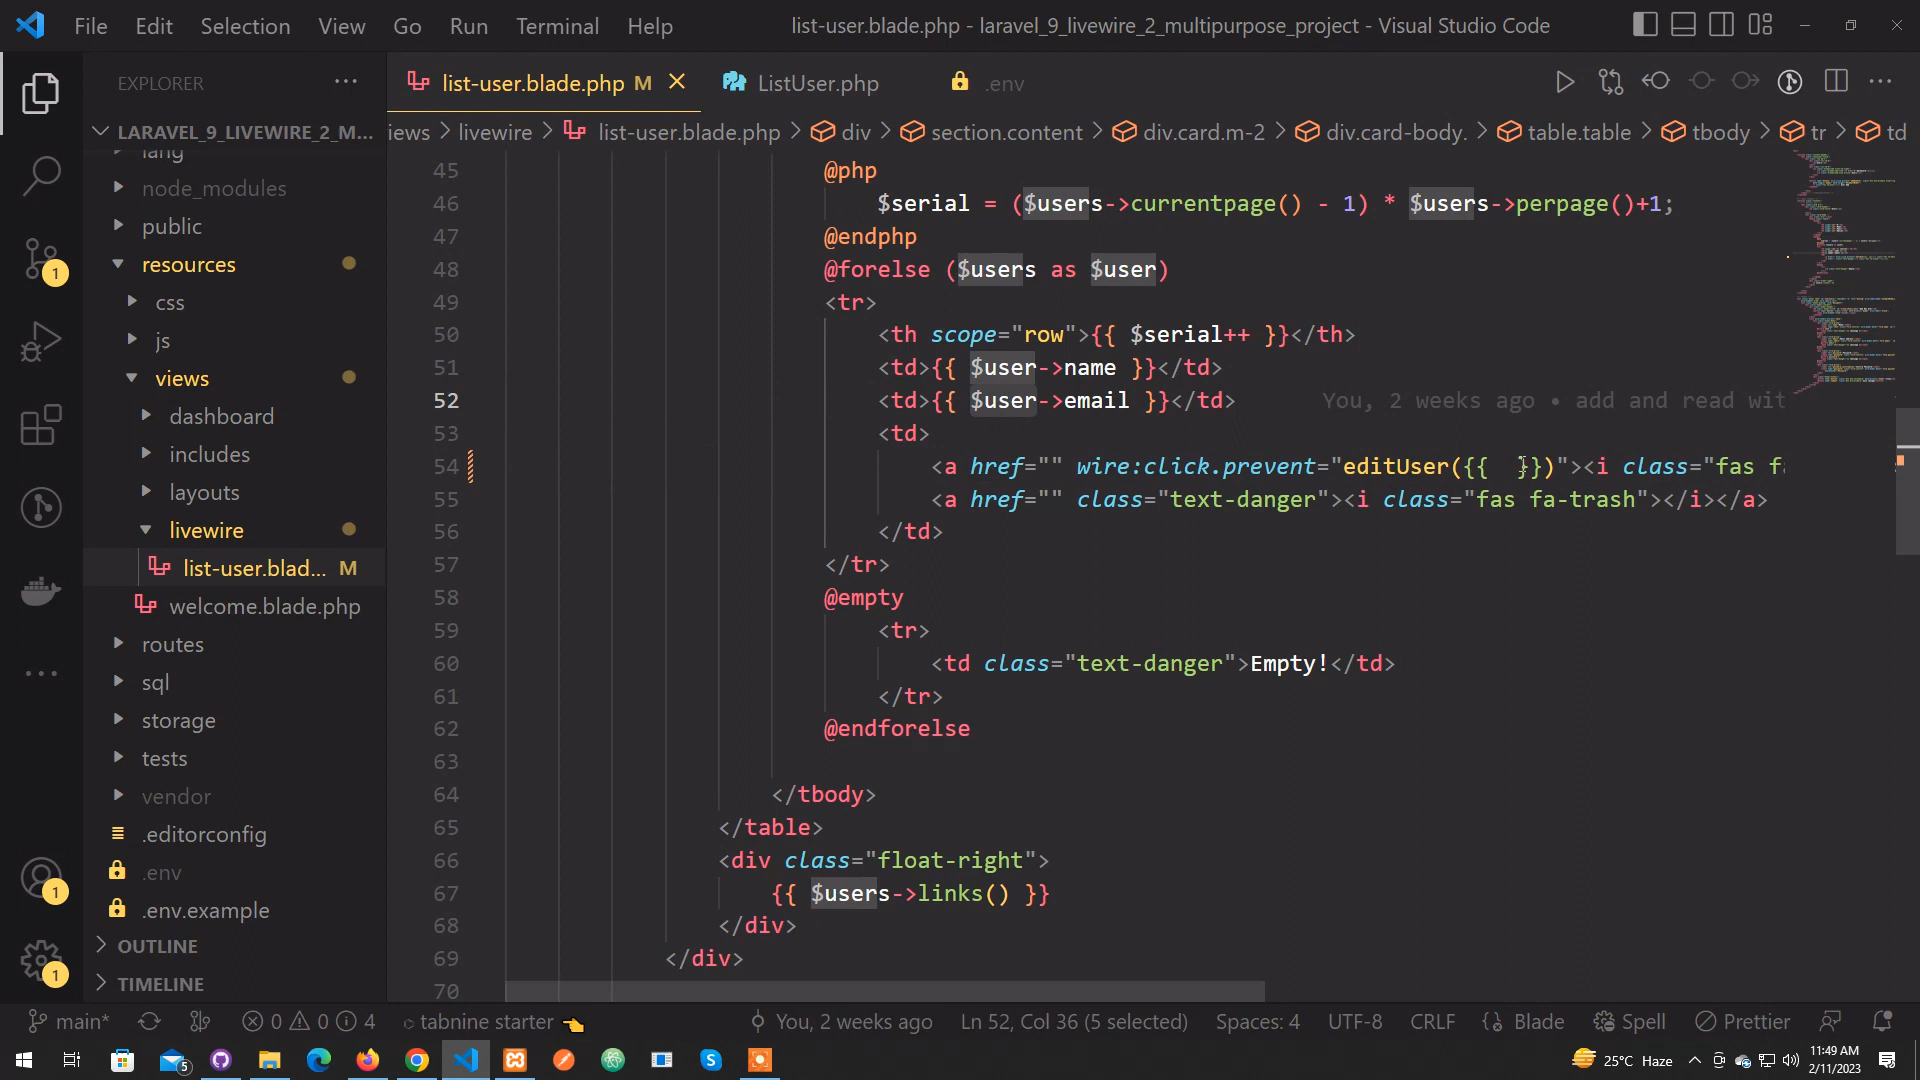 File Edit Selection View Go Run Terminal Help
list-user.blade.php - laravel_9_livewire_2_multipurpose_project - Visual Studio Code
EXPLORER
list-user.blade.php M
ListUser.php
.env
LARAVEL_9_LIVEWIRE_2_M...
iews > livewire > list-user.blade.php > div > section.content > div.card.m-2 > div.card-body. > table.table > tbody > tr > td
lang
node_modules
public
resources
css
js
views
dashboard
includes
layouts
livewire
list-user.blad... M
welcome.blade.php
routes
sql
storage
tests
vendor
.editorconfig
.env
.env.example
OUTLINE
TIMELINE
45 @php
46 $serial = ($users->currentpage() - 1) * $users->perpage()+1;
47 @endphp
48 @forelse ($users as $user)
49 <tr>
50 <th scope="row">{{ $serial++ }}</th>
51 <td>{{ $user->name }}</td>
52 <td>{{ $user->email }}</td> You, 2 weeks ago • add and read wit
53 <td>
54 <a href="" wire:click.prevent="editUser({{  }})"><i class="fas fa
55 <a href="" class="text-danger"><i class="fas fa-trash"></i></a>
56 </td>
57 </tr>
58 @empty
59 <tr>
60 <td class="text-danger">Empty!</td>
61 </tr>
62 @endforelse
63
64 </tbody>
65 </table>
66 <div class="float-right">
67 {{ $users->links() }}
68 </div>
69 </div>
70
1
1
1
main* 0 0 4 tabnine starter You, 2 weeks ago Ln 52, Col 36 (5 selected) Spaces: 4 UTF-8 CRLF Blade Spell Prettier
5
25°C Haze
11:49 AM
2/11/2023